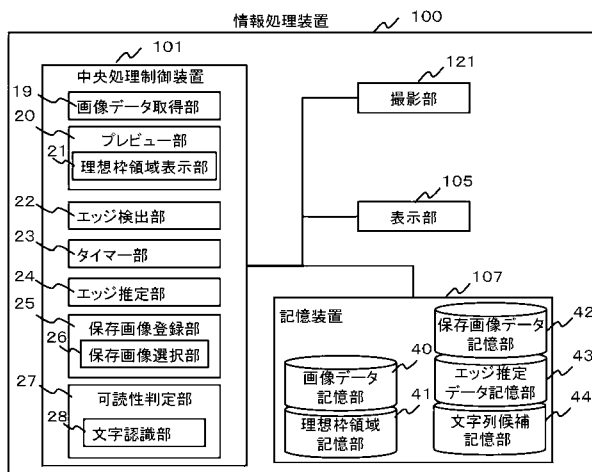 情報処理装置
100
101
中央処理制御装置
19
画像データ取得部
20
プレビュー部
21
理想枠領域表示部
22
エッジ検出部
23
タイマー部
24
エッジ推定部
25
保存画像登録部
26
保存画像選択部
27
可読性判定部
28
文字認識部
121
撮影部
105
表示部
107
記憶装置
40
画像データ
記憶部
41
理想枠領域
記憶部
42
保存画像データ
記憶部
43
エッジ推定
データ記憶部
44
文字列候補
記憶部